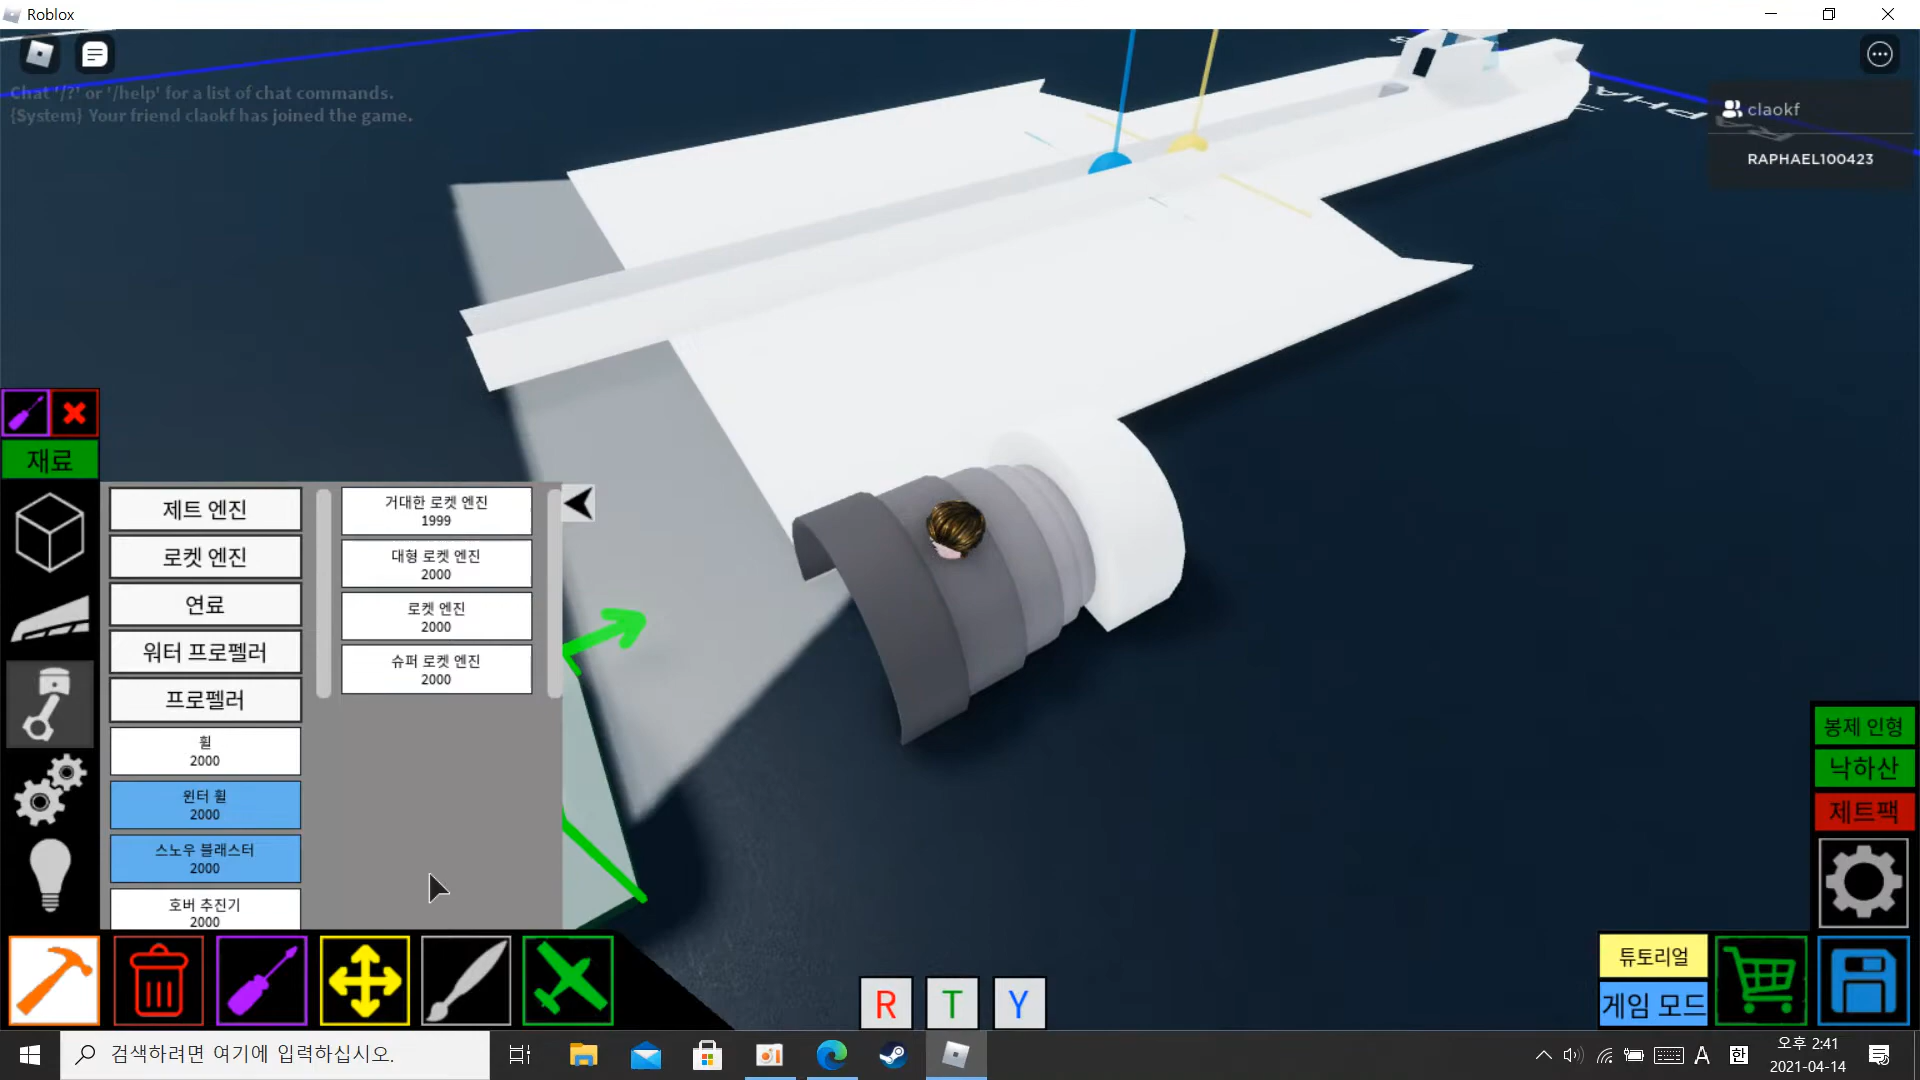 Roblox
Chat '/?' or '/help' for a list of chat commands.
{System} Your friend claokf has joined the game.
claokf
RAPHAEL100423
재료
제트 엔진
로켓 엔진
연료
워터 프로펠러
프로펠러
휠
2000
윈터 휠
2000
스노우 블래스터
2000
호버 추진기
2000
거대한 로켓 엔진
1999
대형 로켓 엔진
2000
로켓 엔진
2000
슈퍼 로켓 엔진
2000
봉제 인형
낙하산
제트팩
튜토리얼
게임 모드
R
T
Y
검색하려면 여기에 입력하십시오.
A
한
오후 2:41
2021-04-14